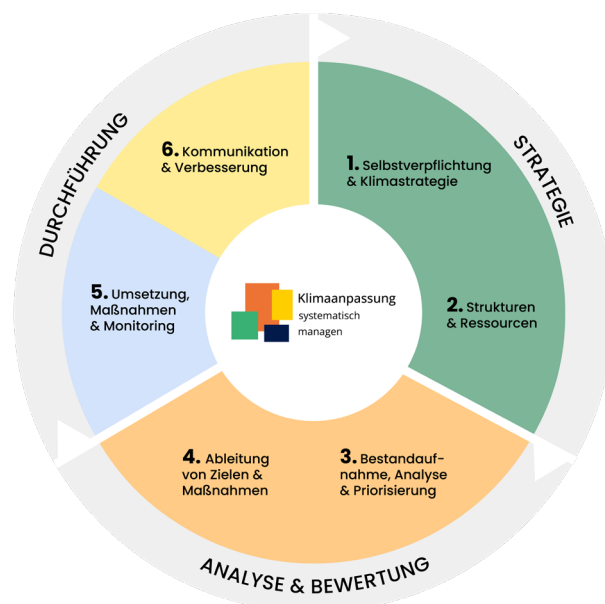 STRATEGIE
1. Selbstverpflichtung
& Klimastrategie
2. Strukturen
& Ressourcen
ANALYSE & BEWERTUNG
3. Bestandauf-
nahme, Analyse
& Priorisierung
4. Ableitung
von Zielen &
Maßnahmen
DURCHFÜHRUNG
5. Umsetzung,
Maßnahmen
& Monitoring
6. Kommunikation
& Verbesserung
Klimaanpassung
systematisch
managen